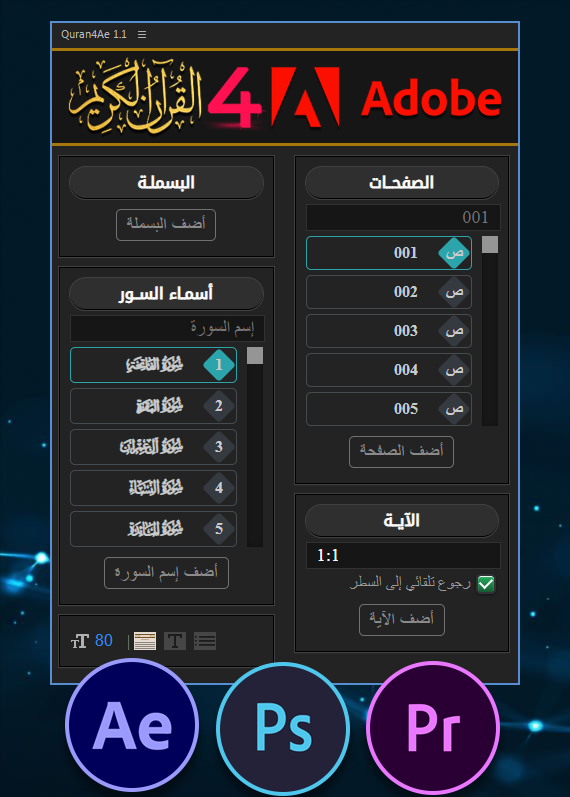 Quran4Ae 1.1
القرآن الكريم 4 Adobe
الصفحات
001
ص 001
ص 002
ص 003
ص 004
ص 005
أضف الصفحة
الآية
1:1
رجوع تلقائي إلى السطر
أضف الآية
البسملة
أضف البسملة
أسماء السور
إسم السورة
1 سورة الفاتحة
2 سورة البقرة
3 سورة آل عمران
4 سورة النساء
5 سورة المائدة
أضف إسم السوره
TT 80
T
Ae
Ps
Pr